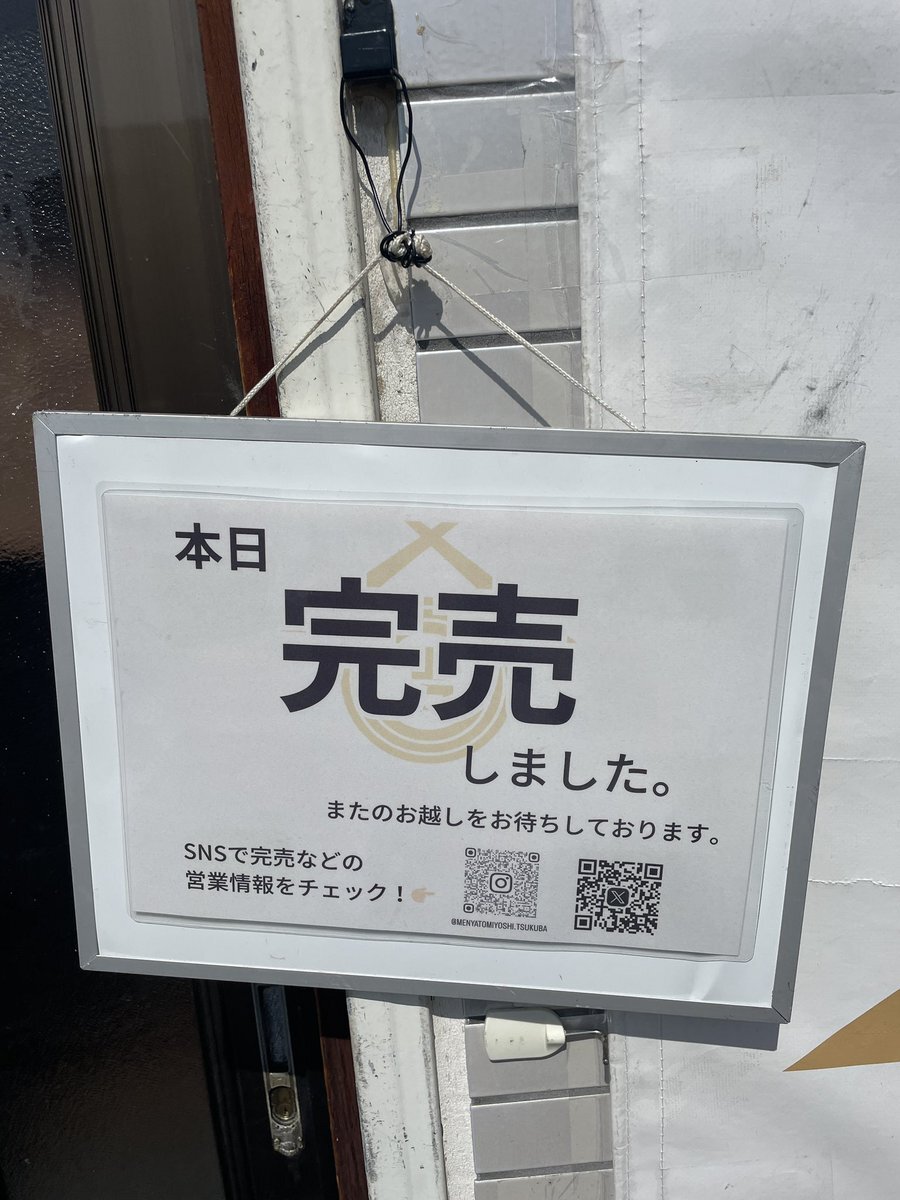 本日
完売
しました。
またのお越しをお待ちしております。
SNSで完売などの
営業情報をチェック！👉
@MENYATOMIYOSHI.TSUKUBA